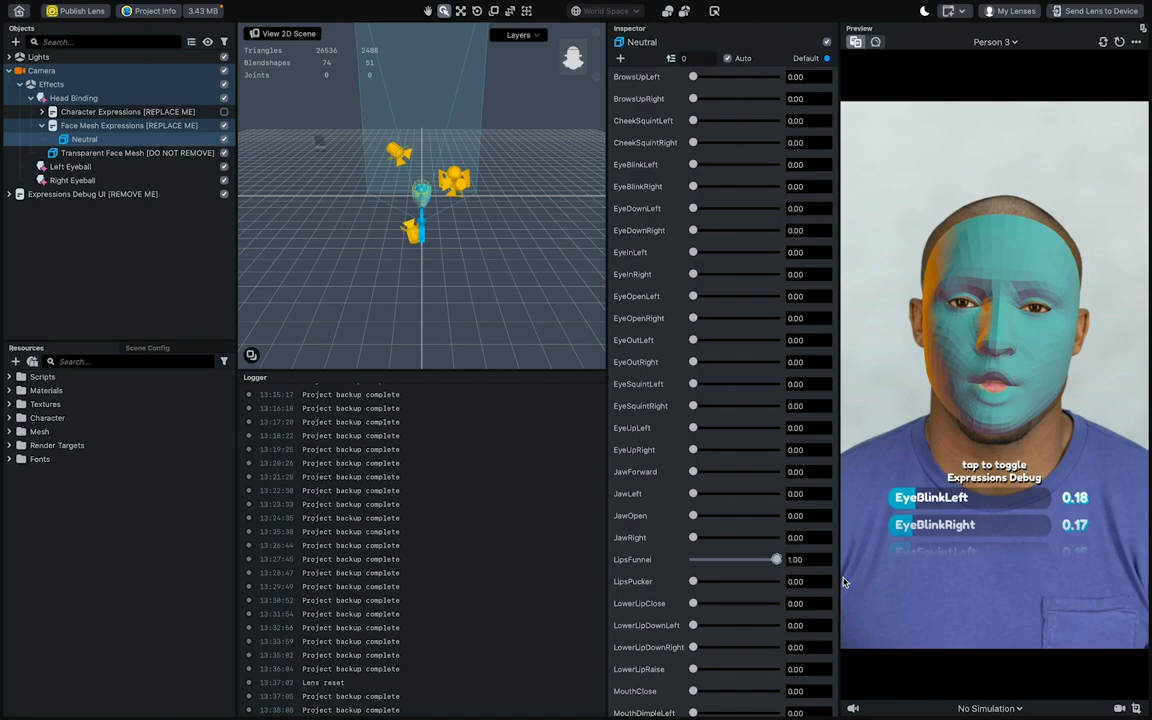 Publish Lens
Project Info
3.43 MB
World Space
My Lenses
Send Lens to Device
Objects
Search...
Lights
Camera
Effects
Head Binding
Character Expressions [REPLACE ME]
Face Mesh Expressions [REPLACE ME]
Neutral
Transparent Face Mesh [DO NOT REMOVE]
Left Eyeball
Right Eyeball
Expressions Debug UI [REMOVE ME]
Resources
Scene Config
Search...
Scripts
Materials
Textures
Character
Mesh
Render Targets
Fonts
View 2D Scene
Layers
Triangles 26536 2488
Blendshapes 74 51
Joints 0 0
Logger
13:15:17 Project backup complete
13:16:18 Project backup complete
13:17:20 Project backup complete
13:18:22 Project backup complete
13:19:25 Project backup complete
13:20:26 Project backup complete
13:21:28 Project backup complete
13:22:30 Project backup complete
13:23:33 Project backup complete
13:24:35 Project backup complete
13:25:38 Project backup complete
13:26:44 Project backup complete
13:27:45 Project backup complete
13:28:47 Project backup complete
13:29:49 Project backup complete
13:30:52 Project backup complete
13:31:54 Project backup complete
13:32:56 Project backup complete
13:33:59 Project backup complete
13:35:02 Project backup complete
13:36:04 Project backup complete
13:37:02 Lens reset
13:37:05 Project backup complete
13:38:08 Project backup complete
Inspector
Neutral
0 Auto Default
BrowsUpLeft 0.00
BrowsUpRight 0.00
CheekSquintLeft 0.00
CheekSquintRight 0.00
EyeBlinkLeft 0.00
EyeBlinkRight 0.00
EyeDownLeft 0.00
EyeDownRight 0.00
EyeInLeft 0.00
EyeInRight 0.00
EyeOpenLeft 0.00
EyeOpenRight 0.00
EyeOutLeft 0.00
EyeOutRight 0.00
EyeSquintLeft 0.00
EyeSquintRight 0.00
EyeUpLeft 0.00
EyeUpRight 0.00
JawForward 0.00
JawLeft 0.00
JawOpen 0.00
JawRight 0.00
LipsFunnel 1.00
LipsPucker 0.00
LowerLipClose 0.00
LowerLipDownLeft 0.00
LowerLipDownRight 0.00
LowerLipRaise 0.00
MouthClose 0.00
MouthDimpleLeft 0.00
Preview
Person 3
tap to toggle
Expressions Debug
EyeBlinkLeft 0.18
EyeBlinkRight 0.17
EyeSquintLeft
No Simulation